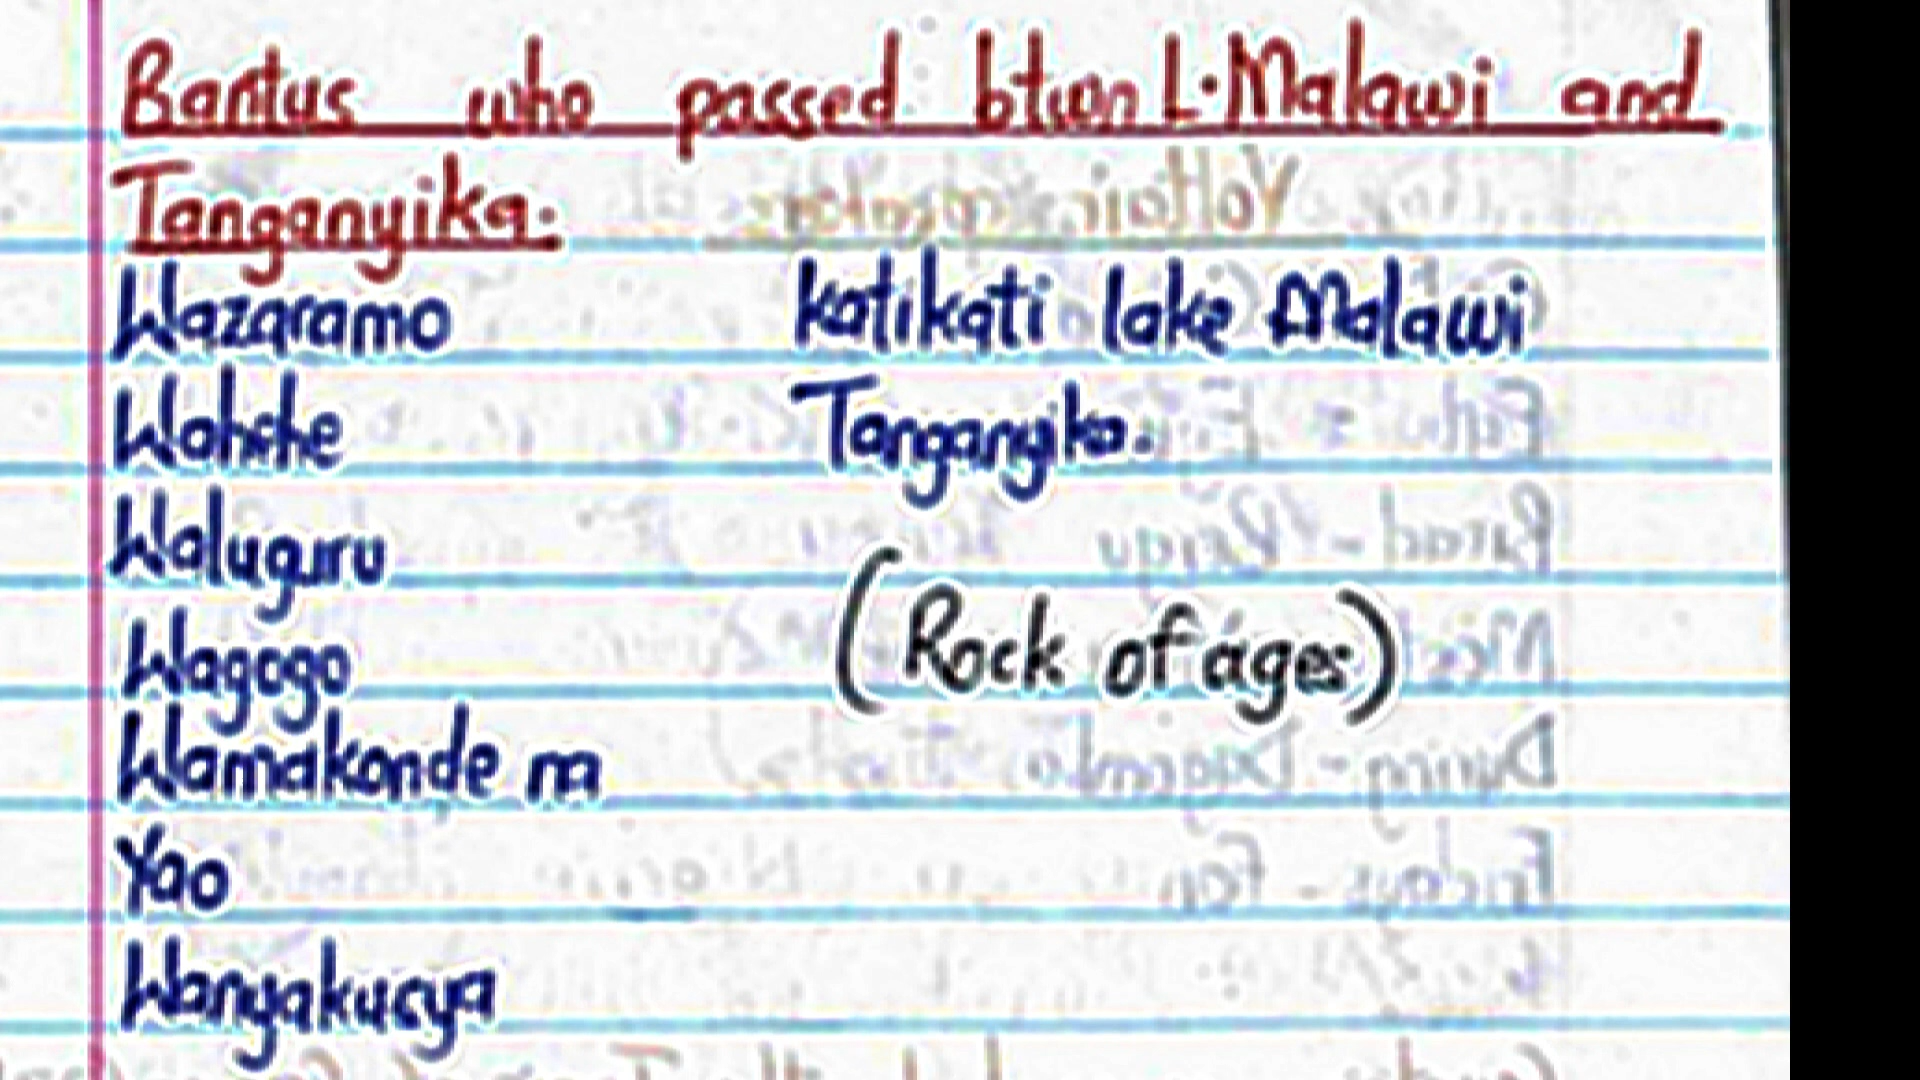 Bantus who passed btwn L.Malawi and
Tanganyika.
Wazaramo
Wahehe
Waluguru
Wagogo
Wamakonde na
Yao
Wanyakusya
katikati lake Malawi
Tanganyika.
(Rock of ages)